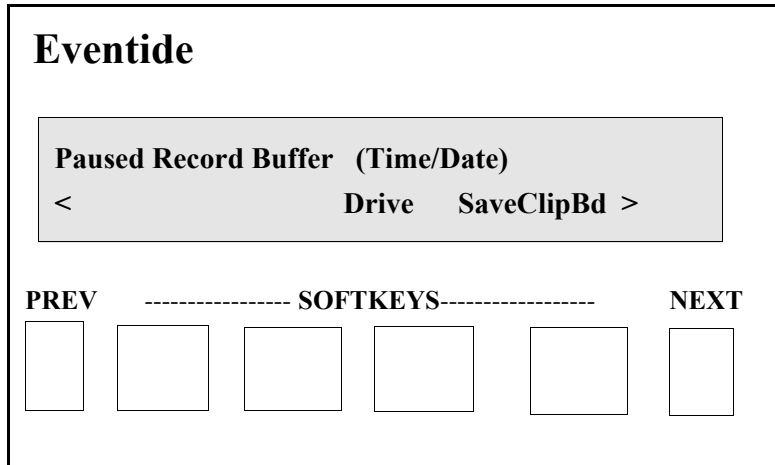 Eventide
Paused Record Buffer (Time/Date)
< Drive SaveClipBd >
PREV ----------------- SOFTKEYS------------------ NEXT